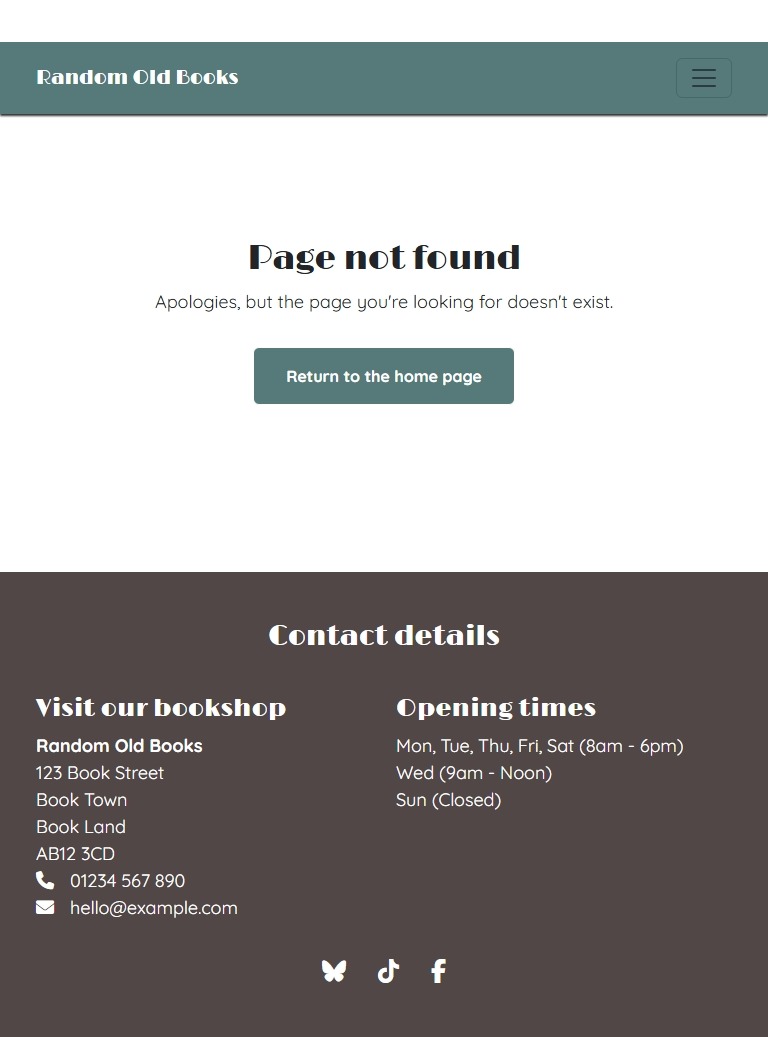 Random Old Books
Page not found
Apologies, but the page you're looking for doesn't exist.
Return to the home page
Contact details
Visit our bookshop
Random Old Books
123 Book Street
Book Town
Book Land
AB12 3CD
01234 567 890
hello@example.com
Opening times
Mon, Tue, Thu, Fri, Sat (8am - 6pm)
Wed (9am - Noon)
Sun (Closed)